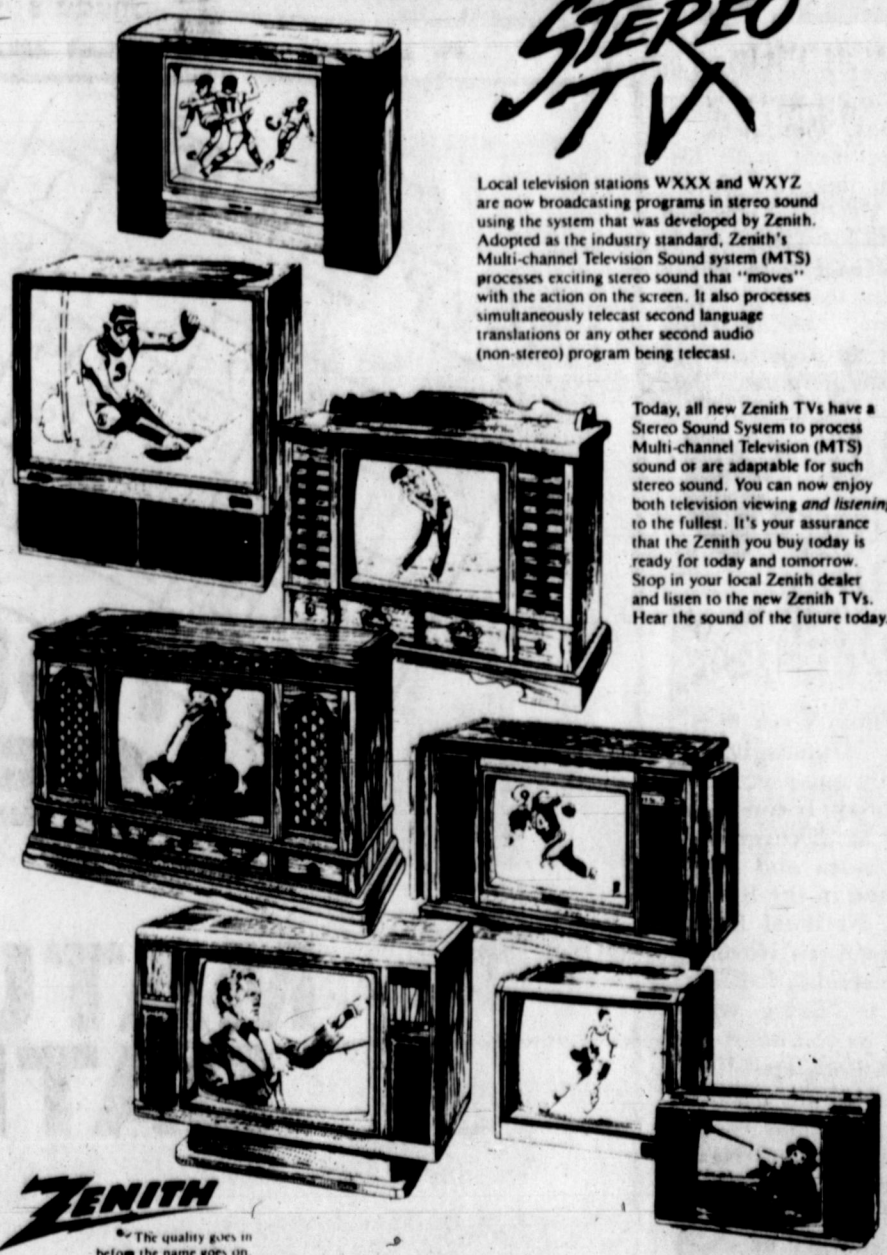 STEREO
TV
Local television stations WXXX and WXYZ
are now broadcasting programs in stereo sound
using the system that was developed by Zenith.
Adopted as the industry standard, Zenith's
Multi-channel Television Sound system (MTS)
processes exciting stereo sound that "moves"
with the action on the screen. It also processes
simultaneously telecast second language
translations or any other second audio
(non-stereo) program being telecast.
Today, all new Zenith TVs have a
Stereo Sound System to process
Multi-channel Television (MTS)
sound or are adaptable for such
stereo sound. You can now enjoy
both television viewing and listening
to the fullest. It's your assurance
that the Zenith you buy today is
ready for today and tomorrow.
Stop in your local Zenith dealer
and listen to the new Zenith TVs.
Hear the sound of the future today.
ZENITH
The quality goes in
before the name goes on.